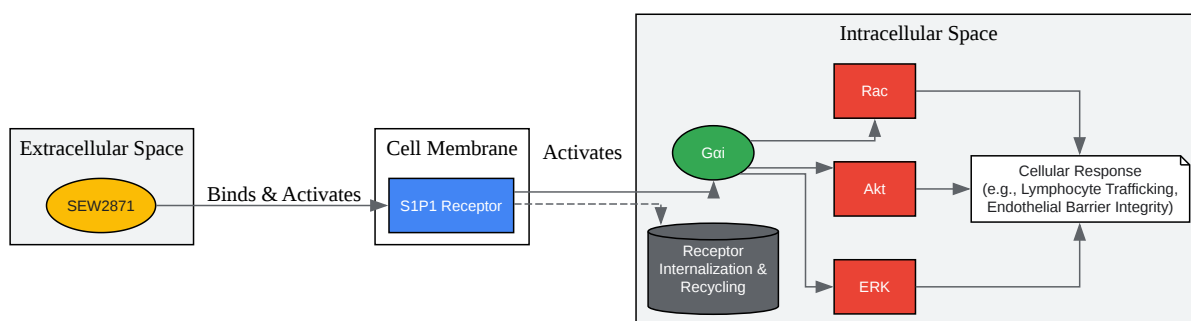 Extracellular Space
SEW2871
Binds & Activates
Cell Membrane
S1P1 Receptor
Activates
Intracellular Space
Gαi
Receptor
Internalization &
Recycling
Rac
Akt
ERK
Cellular Response
(e.g., Lymphocyte Trafficking,
Endothelial Barrier Integrity)